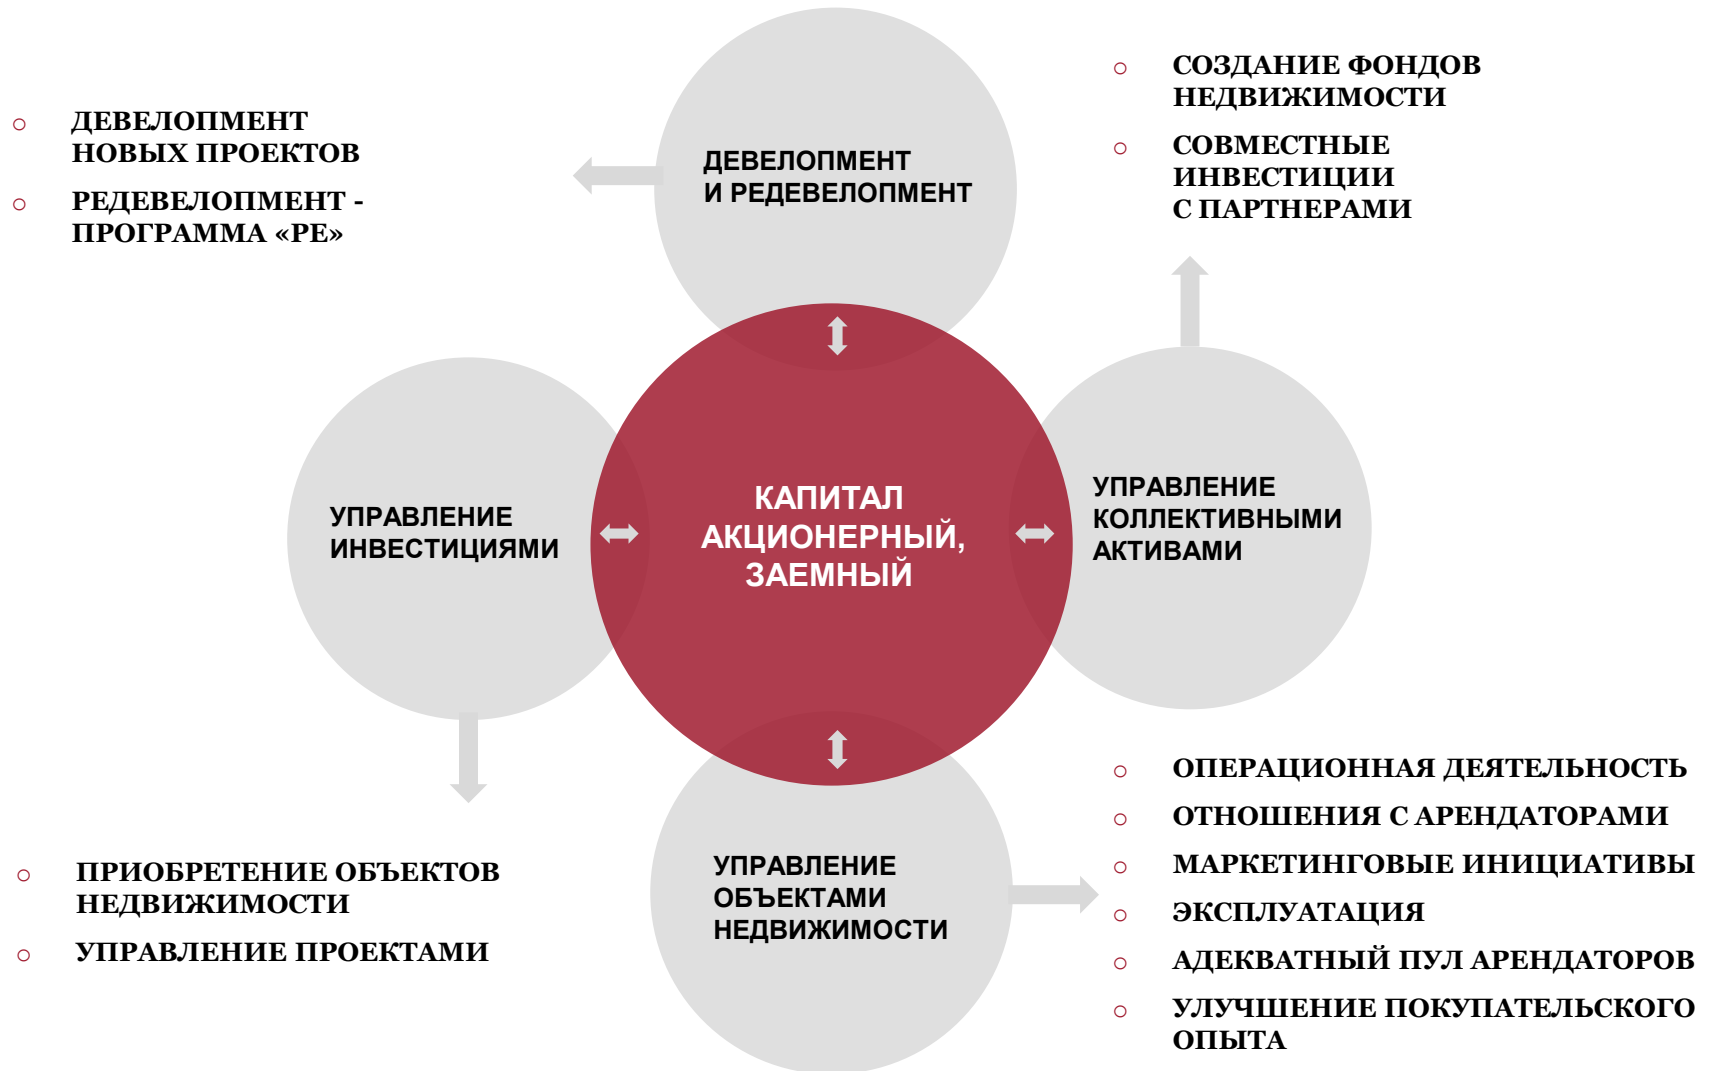 ДЕВЕЛОПМЕНТ
НОВЫХ ПРОЕКТОВ
РЕДЕВЕЛОПМЕНТ -
ПРОГРАММА «РЕ»
ДЕВЕЛОПМЕНТ
И РЕДЕВЕЛОПМЕНТ
СОЗДАНИЕ ФОНДОВ
НЕДВИЖИМОСТИ
СОВМЕСТНЫЕ
ИНВЕСТИЦИИ
С ПАРТНЕРАМИ
УПРАВЛЕНИЕ
ИНВЕСТИЦИЯМИ
КАПИТАЛ
АКЦИОНЕРНЫЙ,
ЗАЕМНЫЙ
УПРАВЛЕНИЕ
КОЛЛЕКТИВНЫМИ
АКТИВАМИ
ПРИОБРЕТЕНИЕ ОБЪЕКТОВ
НЕДВИЖИМОСТИ
УПРАВЛЕНИЕ ПРОЕКТАМИ
УПРАВЛЕНИЕ
ОБЪЕКТАМИ
НЕДВИЖИМОСТИ
ОПЕРАЦИОННАЯ ДЕЯТЕЛЬНОСТЬ
ОТНОШЕНИЯ С АРЕНДАТОРАМИ
МАРКЕТИНГОВЫЕ ИНИЦИАТИВЫ
ЭКСПЛУАТАЦИЯ
АДЕКВАТНЫЙ ПУЛ АРЕНДАТОРОВ
УЛУЧШЕНИЕ ПОКУПАТЕЛЬСКОГО
ОПЫТА